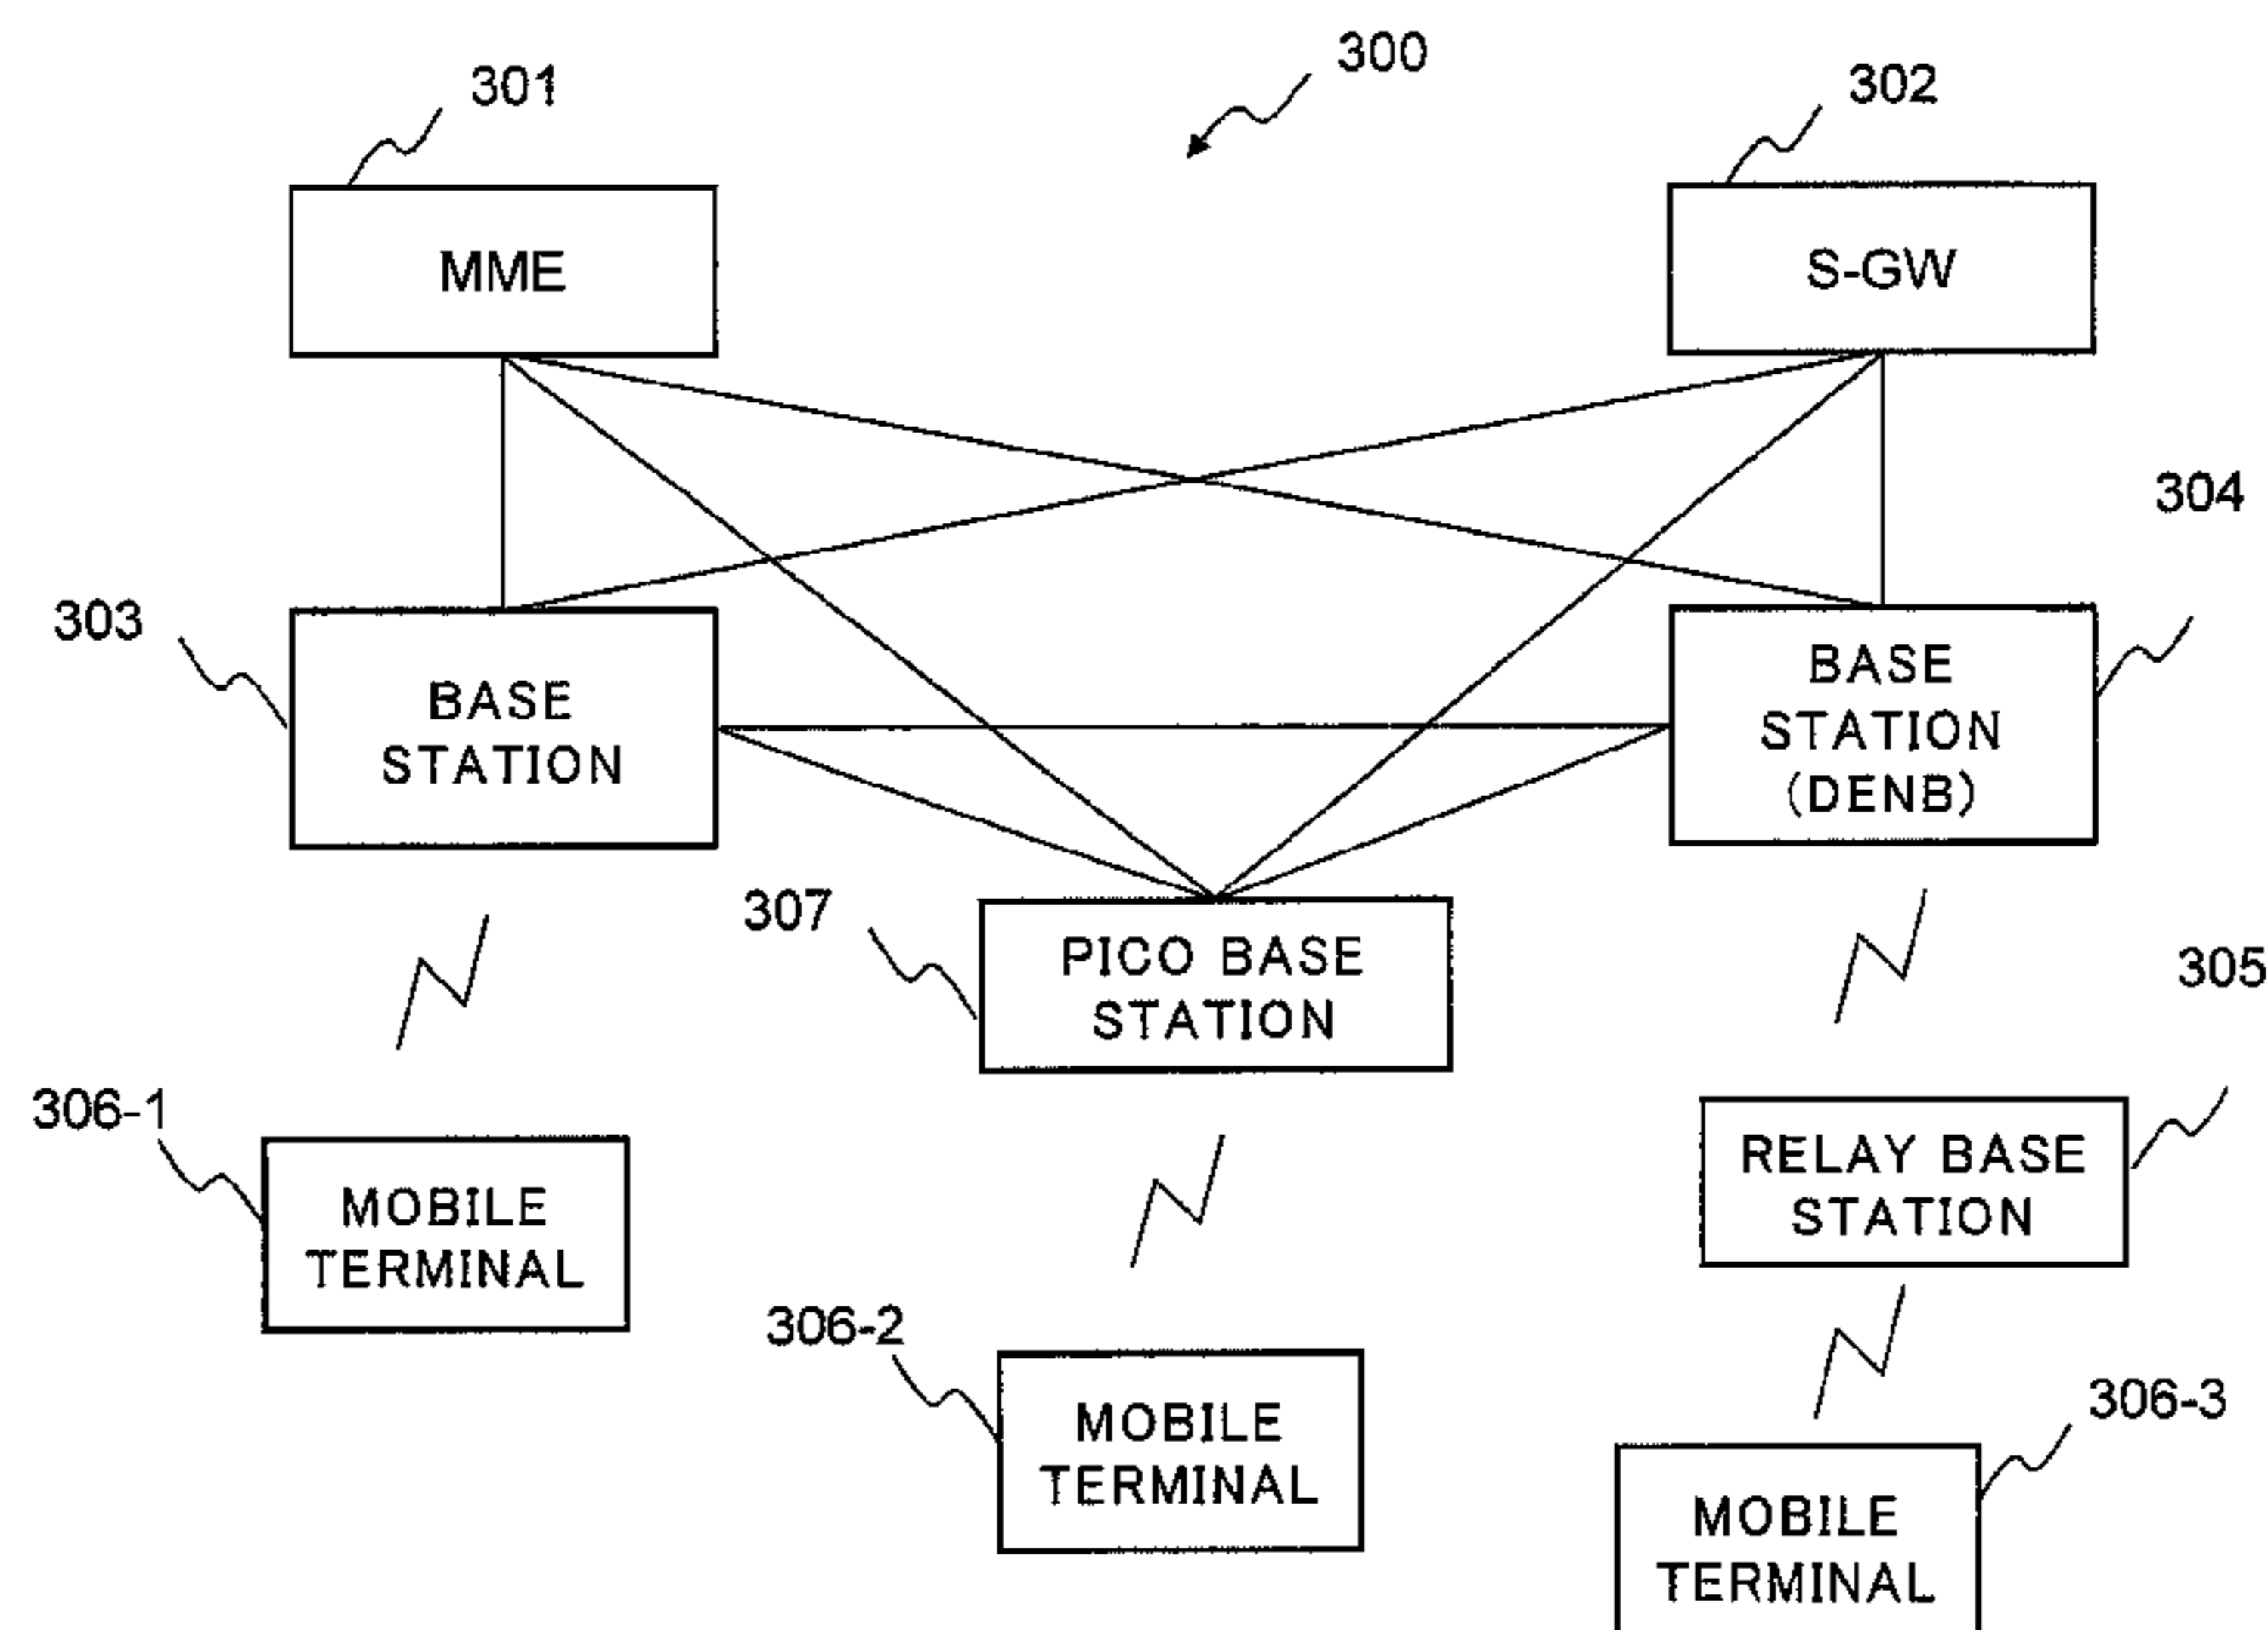 300
301
302
MME
S-GW
304
303
BASE
STATION
BASE
STATION
(DENB)
307
PICO BASE
STATION
305
306-1
MOBILE
TERMINAL
RELAY BASE
STATION
306-2
MOBILE
TERMINAL
306-3
MOBILE
TERMINAL